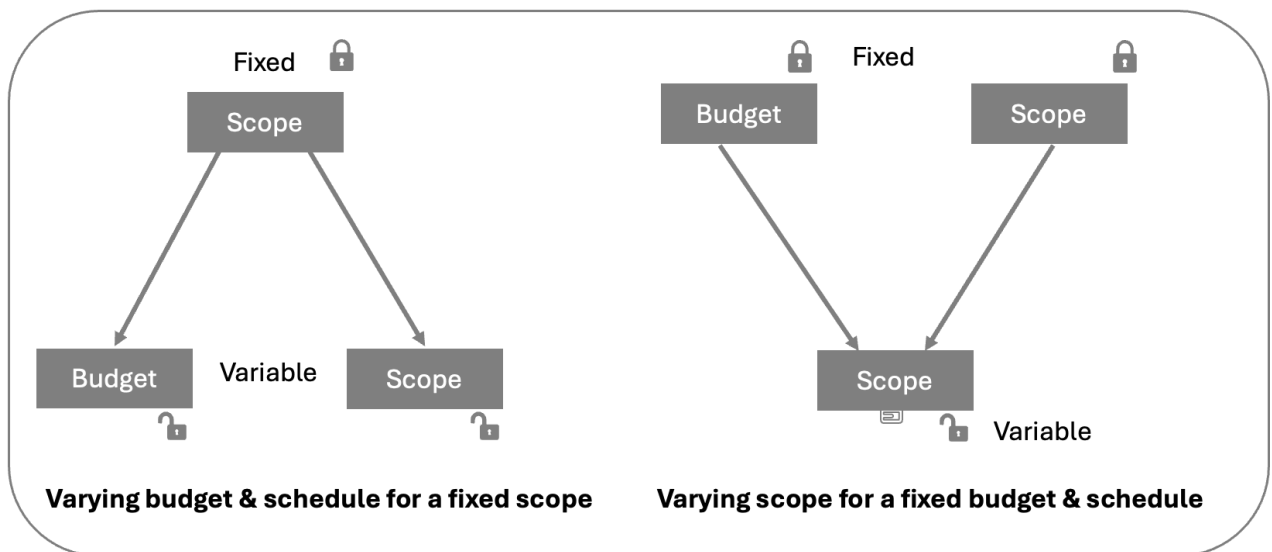 Fixed
Scope
Budget
Variable
Scope
Varying budget & schedule for a fixed scope
Fixed
Budget
Scope
Scope
Variable
Varying scope for a fixed budget & schedule